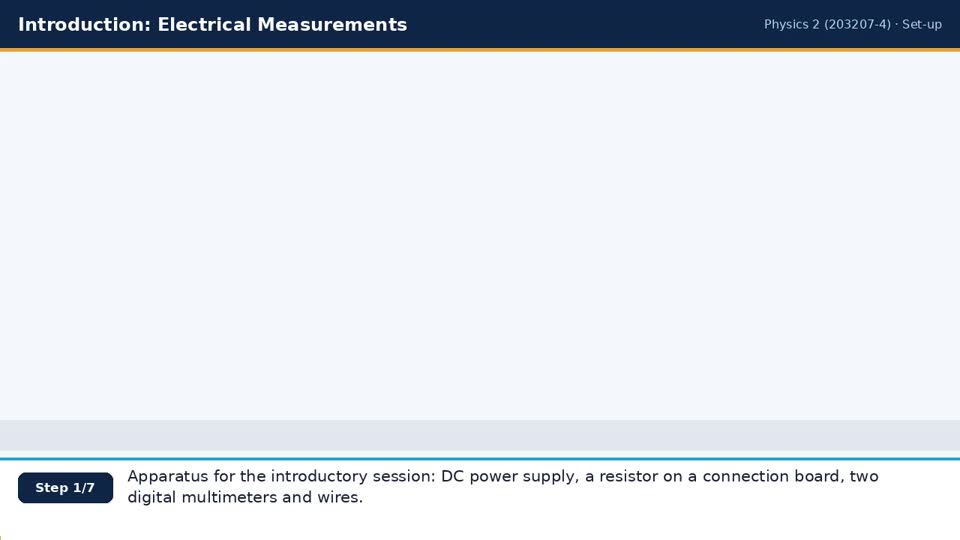 Introduction: Electrical Measurements
Physics 2 (203207-4) · Set-up
Step 1/7
Apparatus for the introductory session: DC power supply, a resistor on a connection board, two
digital multimeters and wires.